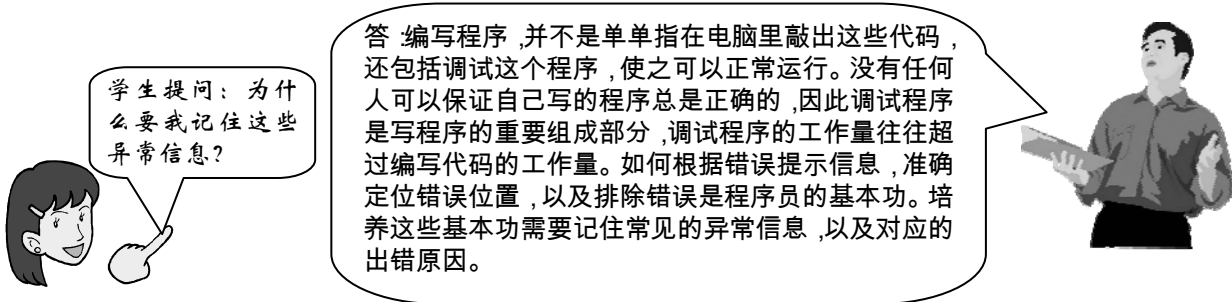 学生提问：为什
么要我记住这些
异常信息？
答：编写程序，并不是单单指在电脑里敲出这些代码，
还包括调试这个程序，使之可以正常运行。没有任何
人可以保证自己写的程序总是正确的，因此调试程序
是写程序的重要组成部分，调试程序的工作量往往超
过编写代码的工作量。如何根据错误提示信息，准确
定位错误位置，以及排除错误是程序员的基本功。培
养这些基本功需要记住常见的异常信息，以及对应的
出错原因。